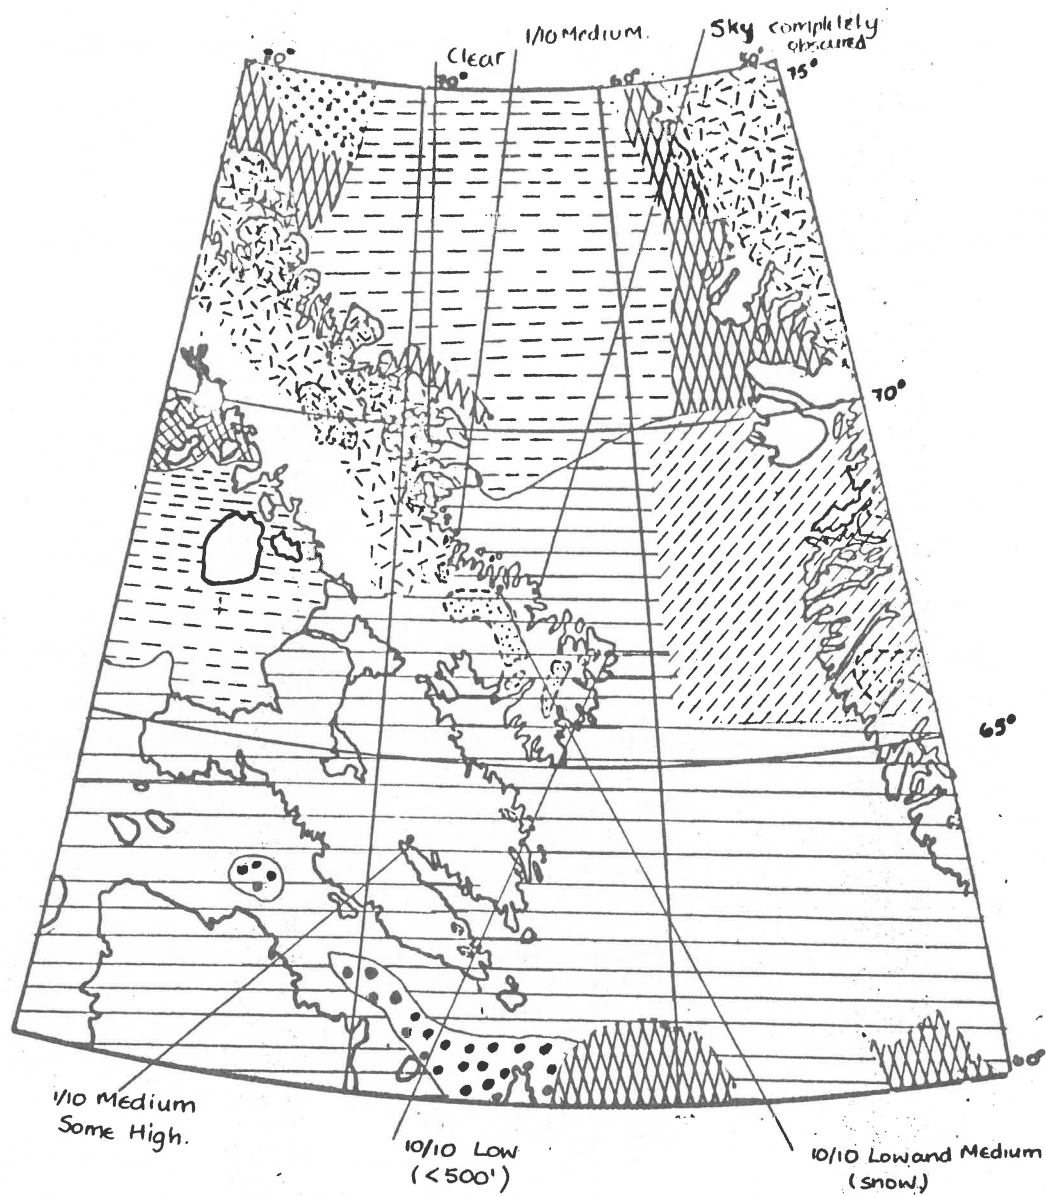 1/10 Medium.
Sky completely
obscured
Clear
80°
70°
60°
50°
75°
70°
65°
60°
1/10 Medium
Some High.
10/10 Low
(<500')
10/10 Low and Medium
(snow.)